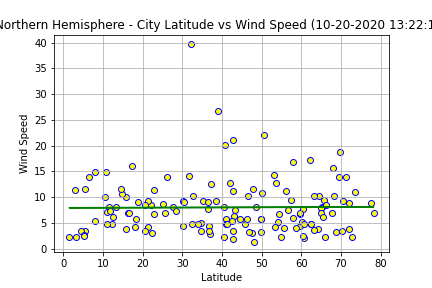 Northern Hemisphere - City Latitude vs Wind Speed (10-20-2020 13:22:1
40
35
30
25
20
15
10
5
0
Wind Speed
0 10 20 30 40 50 60 70 80
Latitude